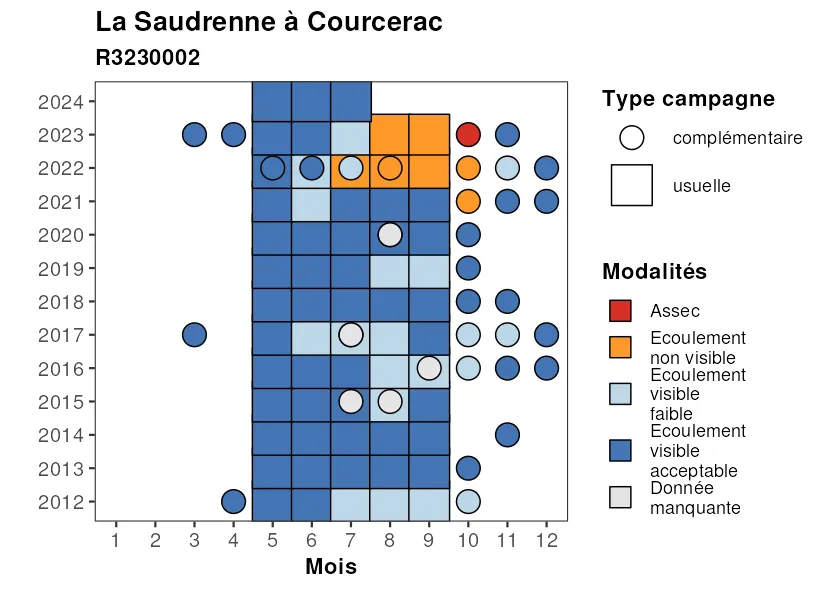 La Saudrenne à Courcerac
R3230002
2024
2023
2022
2021
2020
2019
2018
2017
2016
2015
2014
2013
2012
1 2 3 4 5 6 7 8 9 10 11 12
Mois
Type campagne
complémentaire
usuelle
Modalités
Assec
Ecoulement
non visible
Ecoulement
visible
faible
Ecoulement
visible
acceptable
Donnée
manquante